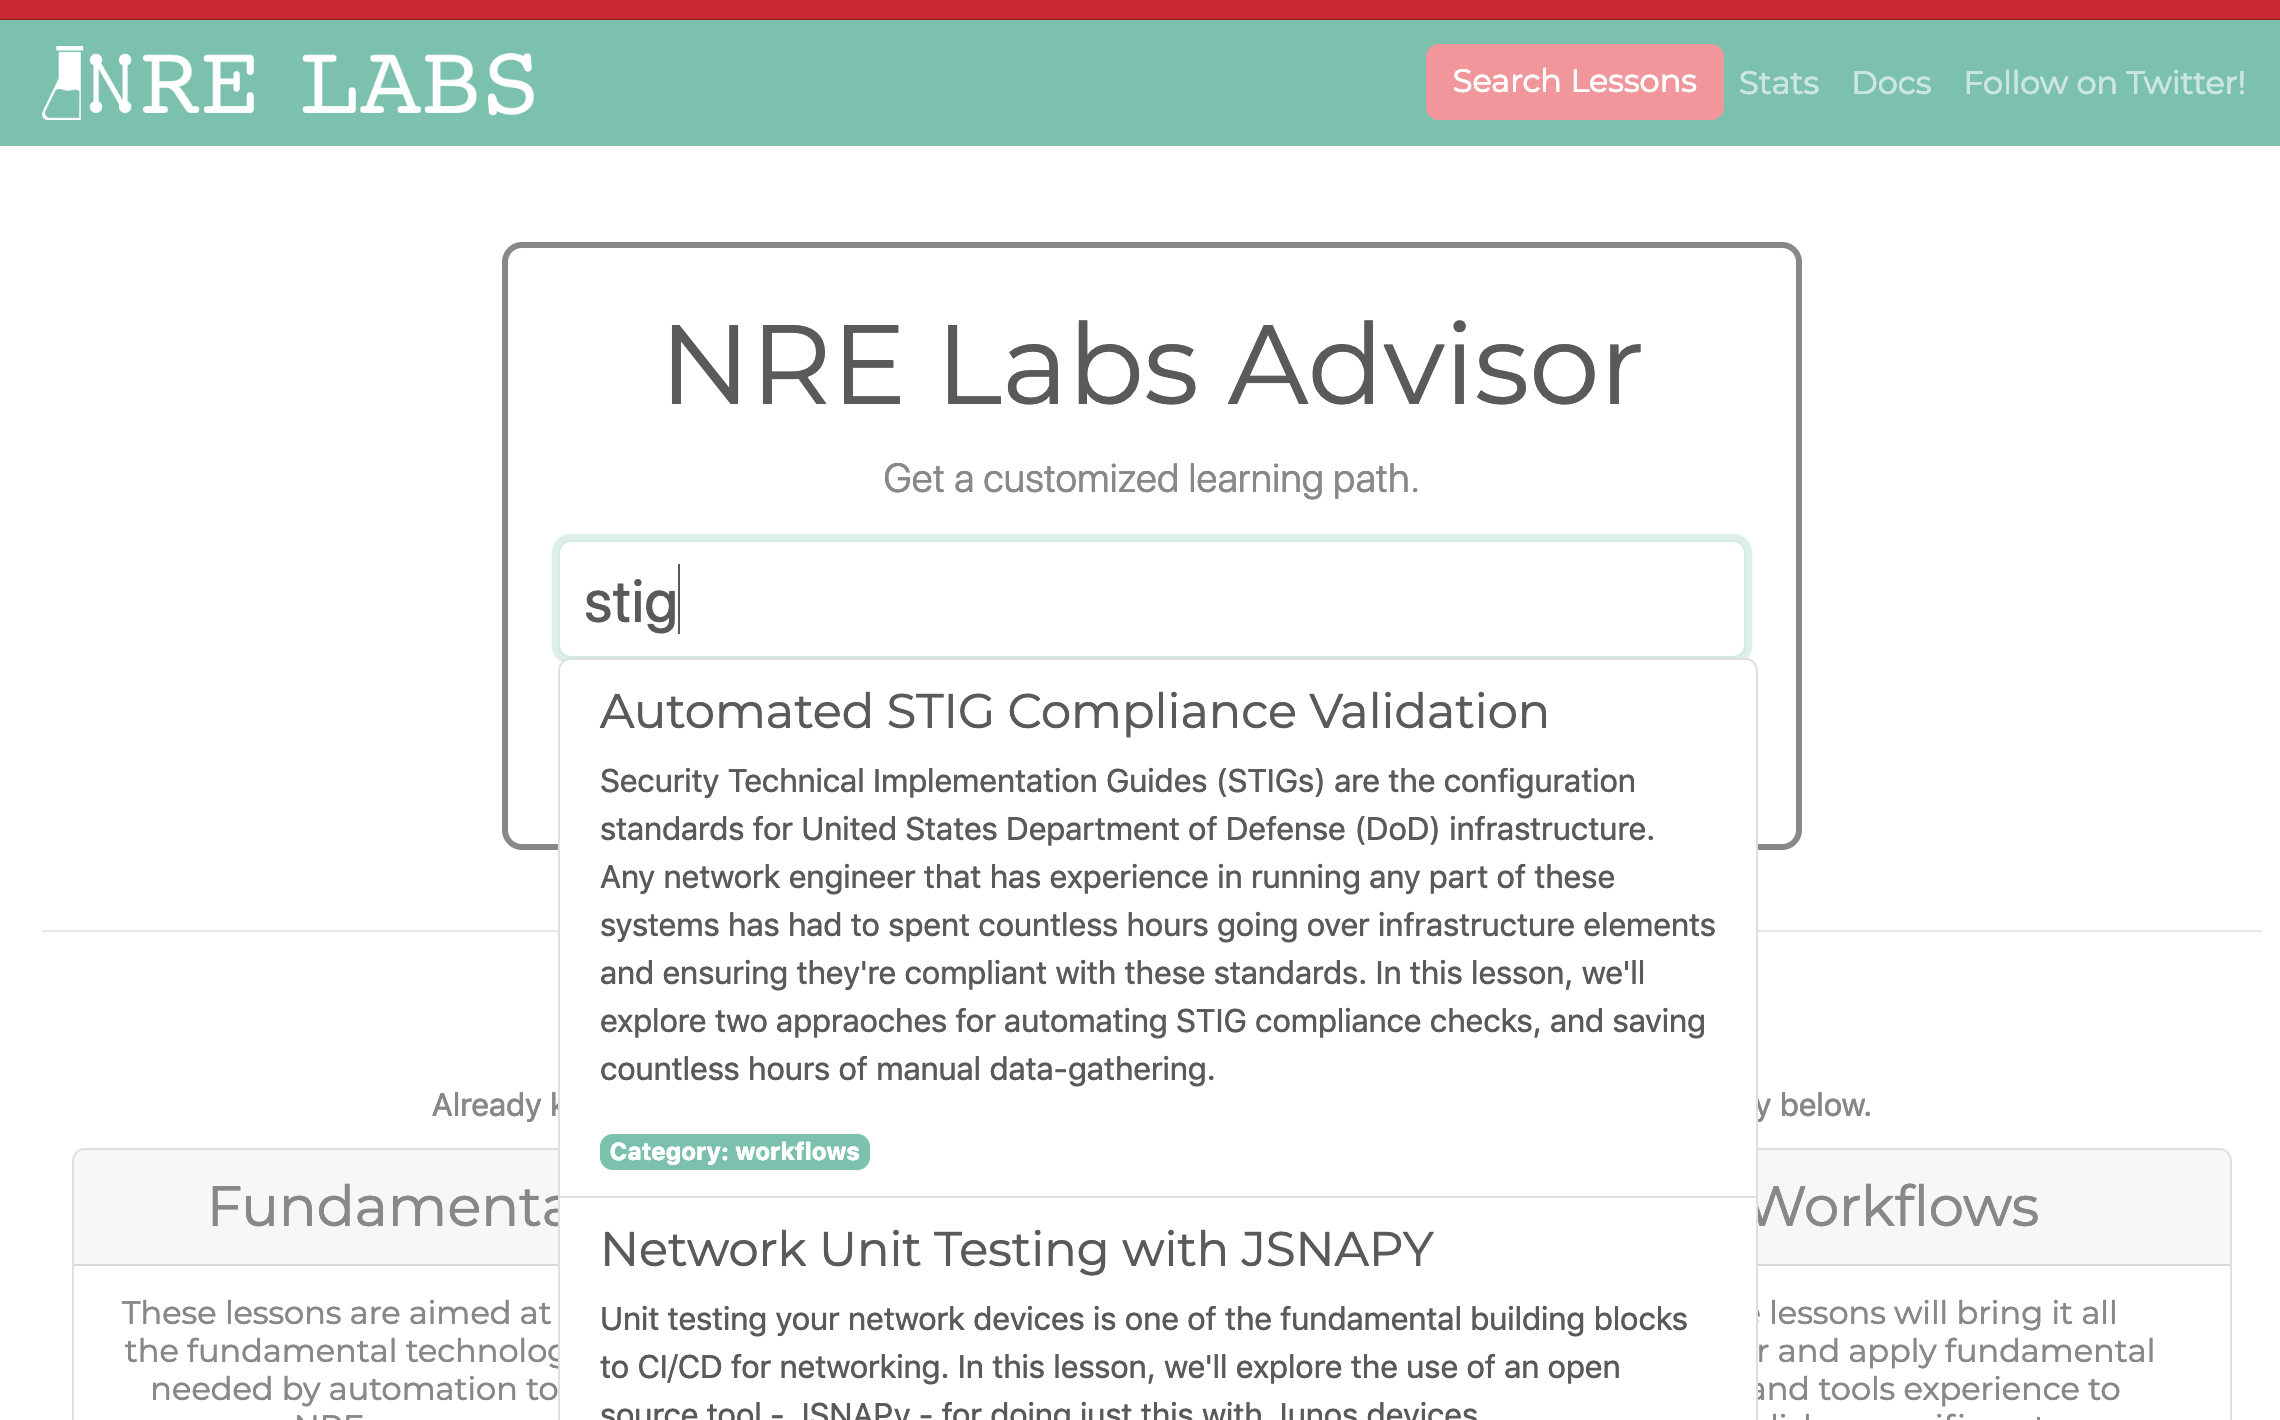 NRE LABS
Search Lessons
Stats
Docs
Follow on Twitter!
NRE Labs Advisor
Get a customized learning path.
stig
Automated STIG Compliance Validation
Security Technical Implementation Guides (STIGs) are the configuration
standards for United States Department of Defense (DoD) infrastructure.
Any network engineer that has experience in running any part of these
systems has had to spent countless hours going over infrastructure elements
and ensuring they're compliant with these standards. In this lesson, we'll
explore two appraoches for automating STIG compliance checks, and saving
countless hours of manual data-gathering.
Category: workflows
Network Unit Testing with JSNAPY
Unit testing your network devices is one of the fundamental building blocks
to CI/CD for networking. In this lesson, we'll explore the use of an open
source tool - JSNAPy - for doing just this with Junos devices.
Already
y below.
Fundamenta
These lessons are aimed at
the fundamental technolog
needed by automation to
NRE
Workflows
lessons will bring it all
r and apply fundamental
and tools experience to